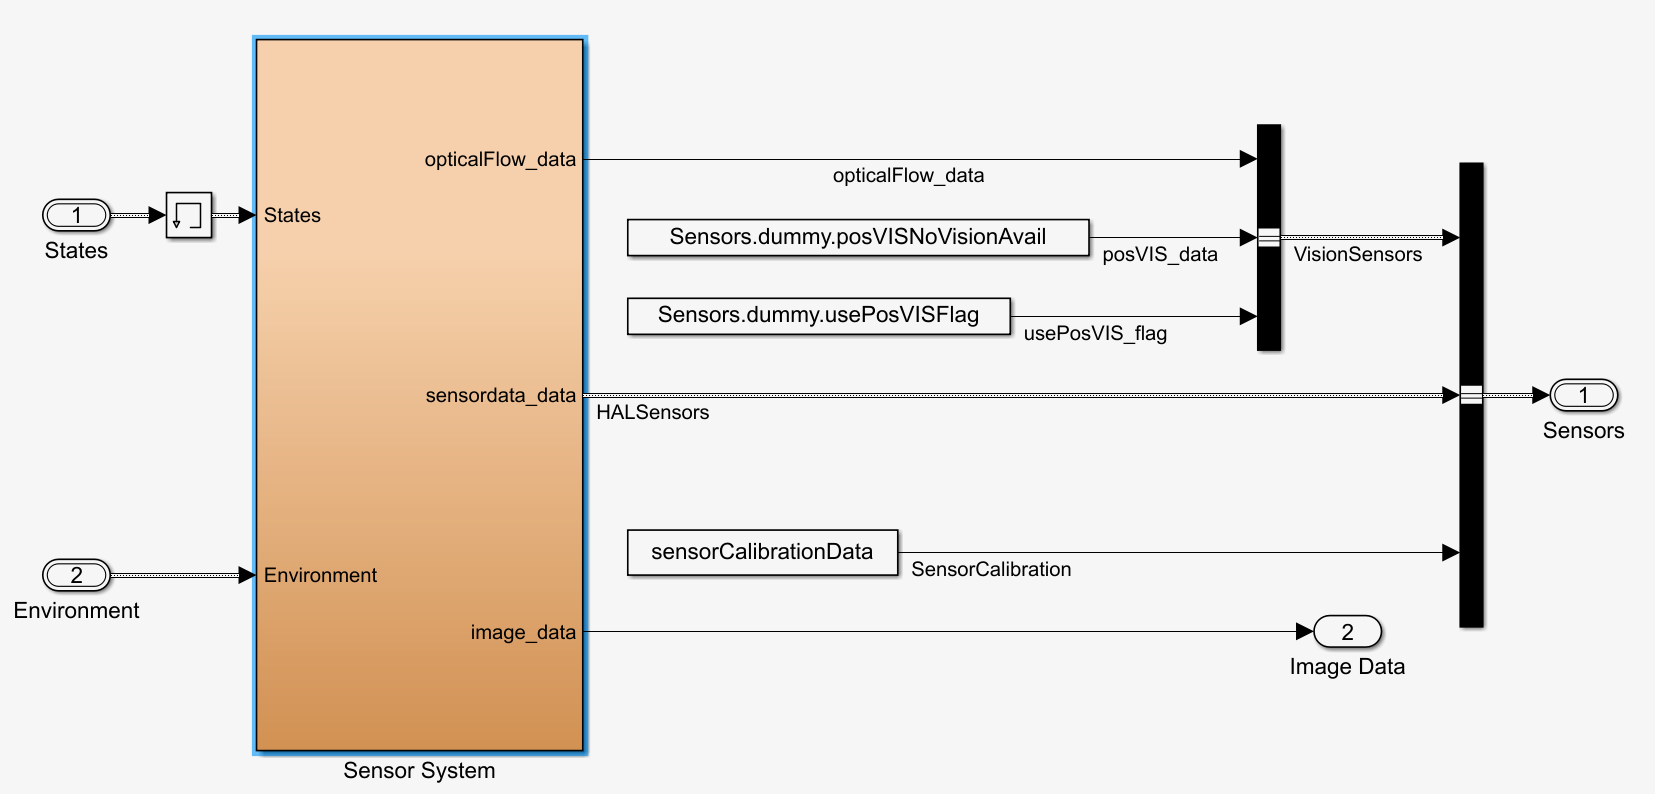 opticalFlow_data
opticalFlow_data
1
States
States
Sensors.dummy.posVISNoVisionAvail
posVIS_data
VisionSensors
Sensors.dummy.usePosVISFlag
usePosVIS_flag
sensordata_data
HALSensors
1
Sensors
sensorCalibrationData
SensorCalibration
2
Environment
Environment
image_data
2
Image Data
Sensor System